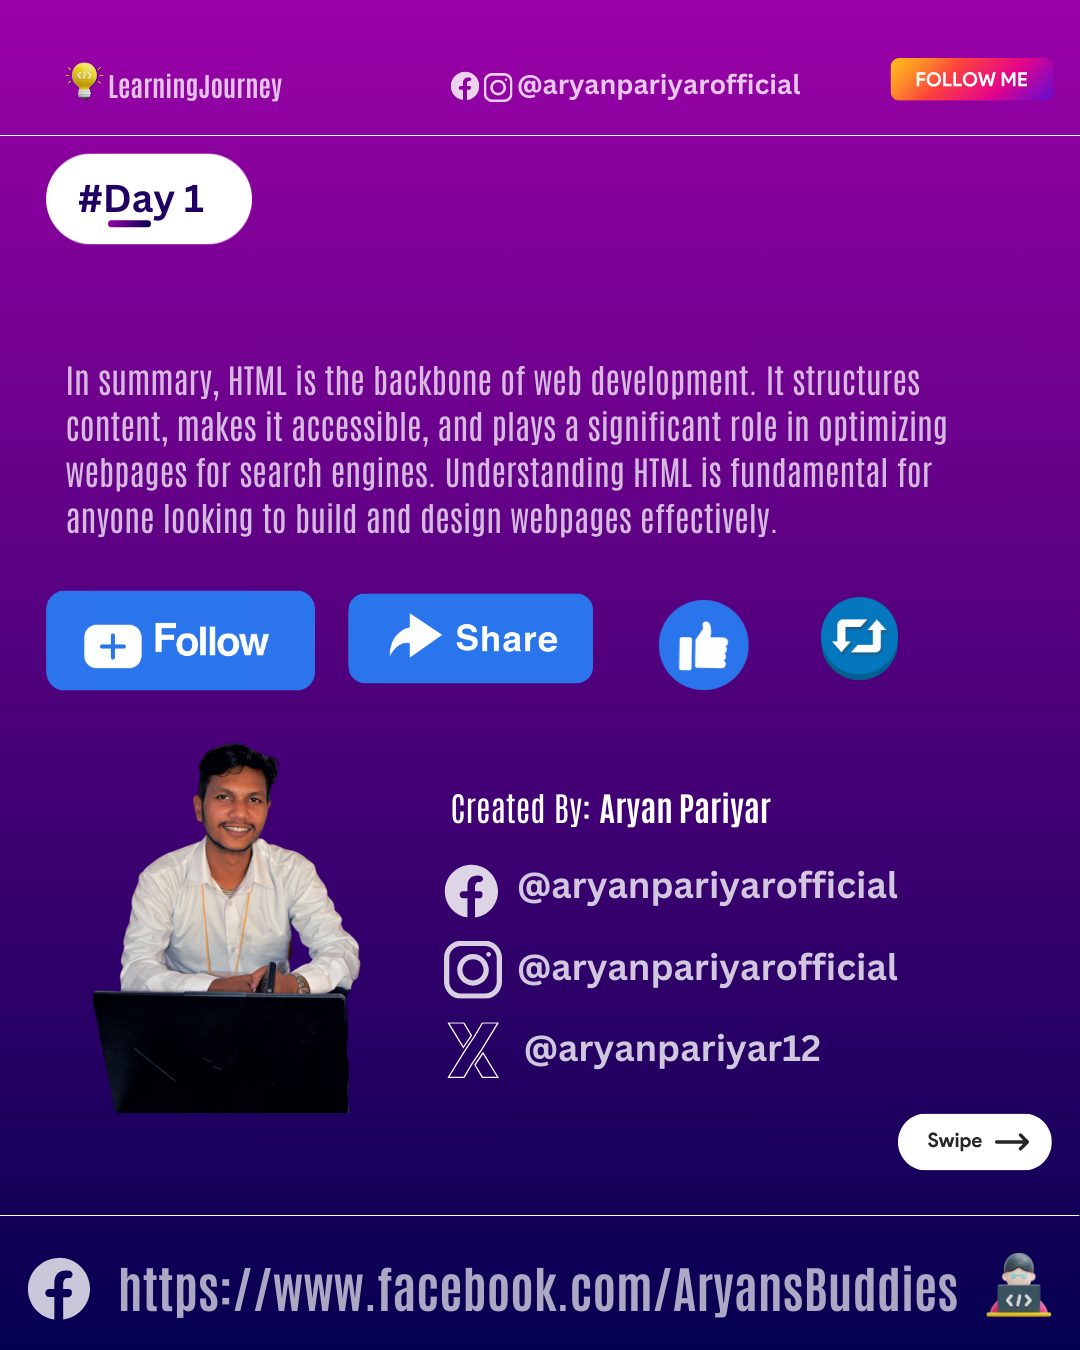 LearningJourney
@aryanpariyarofficial
FOLLOW ME
#Day 1
In summary, HTML is the backbone of web development. It structures
content, makes it accessible, and plays a significant role in optimizing
webpages for search engines. Understanding HTML is fundamental for
anyone looking to build and design webpages effectively.
Follow
Share
Created By: Aryan Pariyar
@aryanpariyarofficial
@aryanpariyarofficial
@aryanpariyar12
Swipe
https://www.facebook.com/AryansBuddies